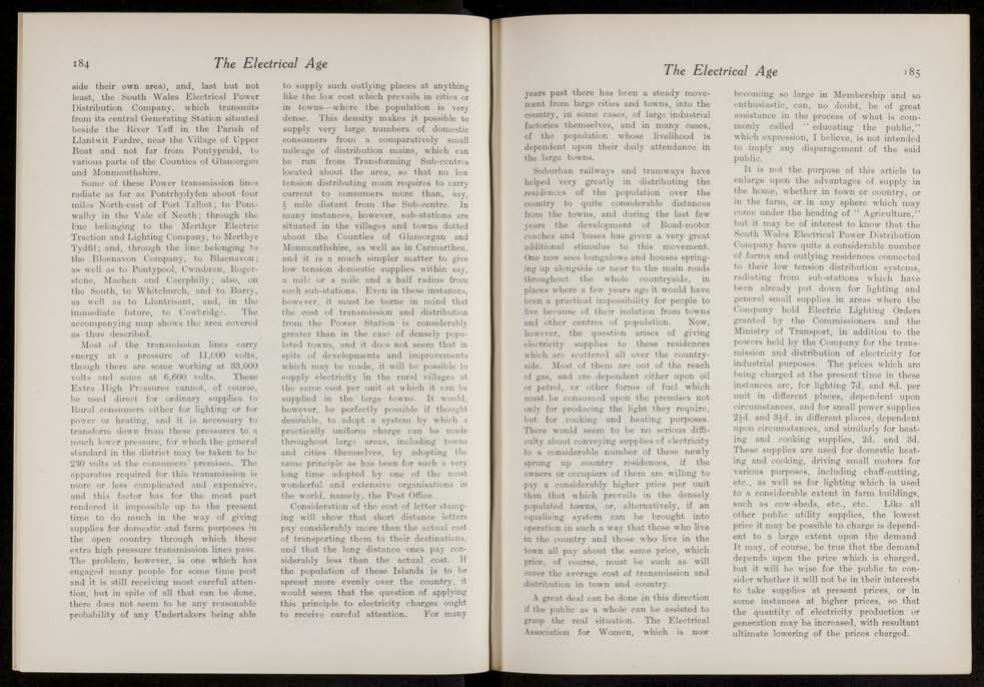 184
The Electrical Age
side their own area), and, last but not
least, the South Wales Electrical Power
Distribution Company, which transmits
from its central Generating Station situated
beside the River Taff in the Parish of
Llantwit Fardre, near the Village of Upper
Boat and not far from Pontypridd, to
various parts of the Counties of Glamorgan
and Monmouthshire.
Some of these Power transmission lines
radiate as far as Pontrhydyfen about four
miles North-east of Port Talbot; to Pont-
walby in the Vale of Neath; through the
line belonging to the Merthyr Electric
Traction and Lighting Company, to Merthyr
Tydfil; and, through the line belonging to
the Blaenavon Company, to Blaenavon;
as well as to Pontypool, Cwmbran, Roger-
stone, Machen and Caerphilly; also, on
the South, to Whitchurch, and to Barry,
as well as to Llantrisant, and, in the
immediate future, to Cowbridge. The
accompanying map shows the area covered
as thus described.
Most of the transmission lines carry
energy at a pressure of 11,000 volts,
though there are some working at 33,000
volts and some at 6,600 volts. These
Extra High Pressures cannot, of course,
be used direct for ordinary supplies to
Rural consumers either for lighting or for
power or heating, and it is necessary to
transform down from these pressures to a
much lower pressure, for which the general
standard in the district may be taken to be
230 volts at the consumers' premises. The
apparatus required for this transmission is
more or less complicated and expensive,
and this factor has for the most part
rendered it impossible up to the present
time to do much in the way of giving
supplies for domestic and farm purposes in
the open country through which these
extra high pressure transmission lines pass.
The problem, however, is one which has
engaged many people for some time past
and it is still receiving most careful atten-
tion, but in spite of all that can be done,
there does not seem to be any reasonable
probability of any Undertakers being able
to supply such outlying places at anything
like the low cost which prevails in cities or
in towns—where the population is very
dense. This density makes it possible to
supply very large numbers of domestic
consumers from a comparatively small
mileage of distribution mains, which can
be run from Transforming Sub-centres
located about the area, so that no low
tension distributing main requires to carry
current to consumers more than, say,
½ mile distant from the Sub-centre. In
many instances, however, sub-stations are
situated in the villages and towns dotted
about the Counties of Glamorgan and
Monmouthshire, as well as in Carmarthen,
and it is a much simpler matter to give
low tension domestic supplies within say,
a mile or a mile and a half radius from
such sub-stations. Even in these instances,
however, it must be borne in mind that
the cost of transmission and distribution
from the Power Station is considerably
greater than in the case of densely popu-
lated towns, and it does not seem that in
spite of developments and improvements
which may be made, it will be possible to
supply electricity in the rural villages at
the same cost per unit at which it can be
supplied in the large towns. It would,
however, be perfectly possible if thought
desirable, to adopt a system by which a
practically uniform charge can be made
throughout large areas, including towns
and cities themselves, by adopting the
same principle as has been for such a very
long time adopted by one of the most
wonderful and extensive organisations in
the world, namely, the Post Office.
Consideration of the cost of letter stamp-
ing will show that short distance letters
pay considerably more than the actual cost
of transporting them to their destinations,
and that the long distance ones pay con-
siderably less than the actual cost. If
the population of these Islands is to be
spread more evenly over the country, it
would seem that the question of applying
this principle to electricity charges ought
to receive careful attention. For many
The Electrical Age
185
years past there has been a steady move-
ment from large cities and towns, into the
country, in some cases, of large industrial
factories themselves, and in many cases,
of the population whose livelihood is
dependent upon their daily attendance in
the large towns.
Suburban railways and tramways have
helped very greatly in distributing the
residences of the population over the
country to quite considerable distances
from the towns, and during the last few
years the development of Road-motor
coaches and 'buses has given a very great
additional stimulus to this movement.
One now sees bungalows and houses spring-
ing up alongside or near to the main roads
throughout the whole countryside, in
places where a few years ago it would have
been a practical impossibility for people to
live because of their isolation from towns
and other centres of population. Now,
however, the question arises of giving
electricity supplies to these residences
which are scattered all over the country-
side. Most of them are out of the reach
of gas, and are dependent either upon oil
or petrol, or other forms of fuel which
must be consumed upon the premises not
only for producing the light they require,
but for cooking and heating purposes.
There would seem to be no serious diffi-
culty about conveying supplies of electricity
to a considerable number of these newly
sprung up country residences, if the
owners or occupiers of them are willing to
pay a considerably higher price per unit
than that which prevails in the densely
populated towns, or, alternatively, if an
equalising system can be brought into
operation in such a way that those who live
in the country and those who live in the
town all pay about the same price, which
price, of course, must be such as will
cover the average cost of transmission and
distribution in town and country.
A great deal can be done in this direction
if the public as a whole can be assisted to
grasp the real situation. The Electrical
Association for Women, which is now
becoming so large in Membership and so
enthusiastic, can, no doubt, be of great
assistance in the process of what is com-
monly called " educating the public,"
which expression, I believe, is not intended
to imply any disparagement of the said
public.
It is not the purpose of this article to
enlarge upon the advantages of supply in
the home, whether in town or country, or
in the farm, or in any sphere which may
come under the heading of " Agriculture,"
but it may be of interest to know that the
South Wales Electrical Power Distribution
Company have quite a considerable number
of farms and outlying residences connected
to their low tension distribution systems,
radiating from sub-stations which have
been already put down for lighting and
general small supplies in areas where the
Company hold Electric Lighting Orders
granted by the Commissioners and the
Ministry of Transport, in addition to the
powers held by the Company for the trans-
mission and distribution of electricity for
industrial purposes. The prices which are
being charged at the present time in these
instances are, for lighting 7d. and 8d. per
unit in different places, dependent upon
circumstances, and for small power supplies
2½d. and 3½d. in different places, dependent
upon circumstances, and similarly for heat-
ing and cooking supplies, 2d. and 3d.
These supplies are used for domestic heat-
ing and cooking, driving small motors for
various purposes, including chaff-cutting,
etc., as well as for lighting which is used
to a considerable extent in farm buildings,
such as cow-sheds, etc., etc. Like all
other public utility supplies, the lowest
price it may be possible to charge is depend-
ent to a large extent upon the demand.
It may, of course, be true that the demand
depends upon the price which is charged,
but it will be wise for the public to con-
sider whether it will not be in their interests
to take supplies at present prices, or in
some instances at higher prices, so that
the quantity of electricity production or
generation may be increased, with resultant
ultimate lowering of the prices charged.